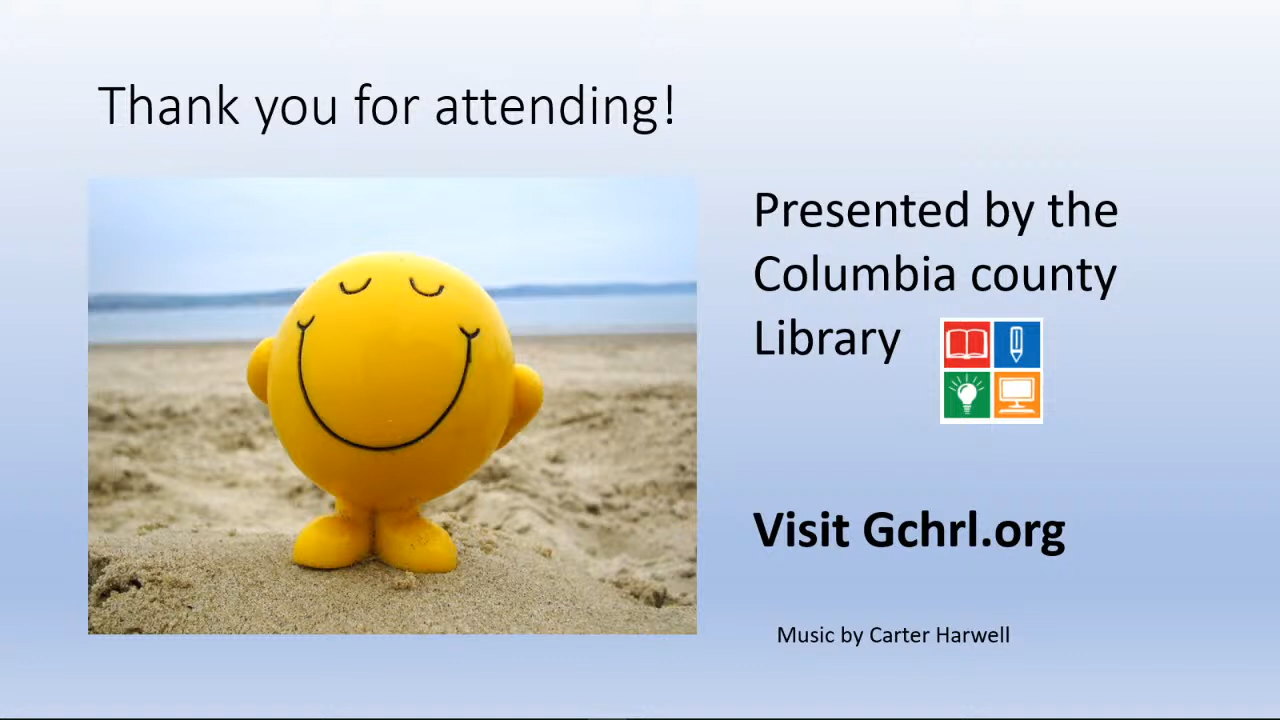 Thank you for attending!
Presented by the
Columbia county
Library
Visit Gchrl.org
Music by Carter Harwell